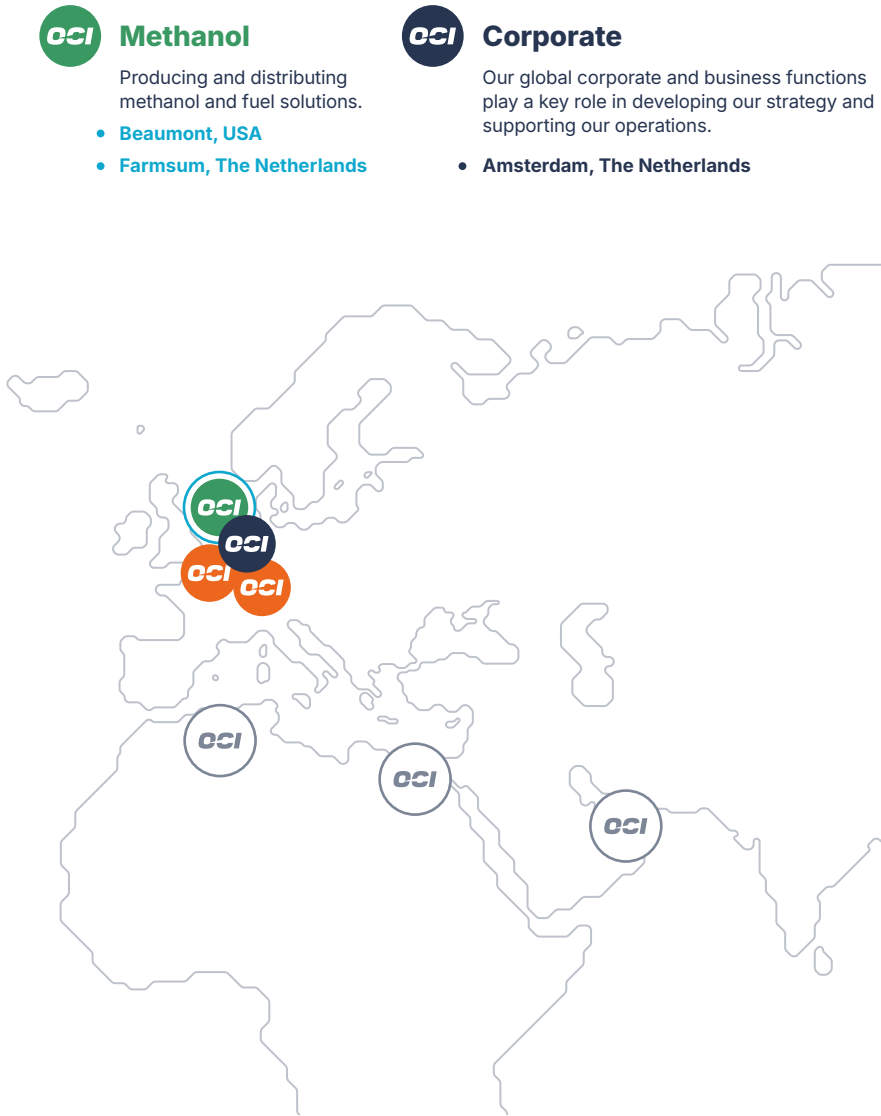 OCI Methanol
Producing and distributing
methanol and fuel solutions.
• Beaumont, USA
• Farmsum, The Netherlands
OCI Corporate
Our global corporate and business functions
play a key role in developing our strategy and
supporting our operations.
• Amsterdam, The Netherlands
OCI
OCI
OCI
OCI
OCI
OCI
OCI